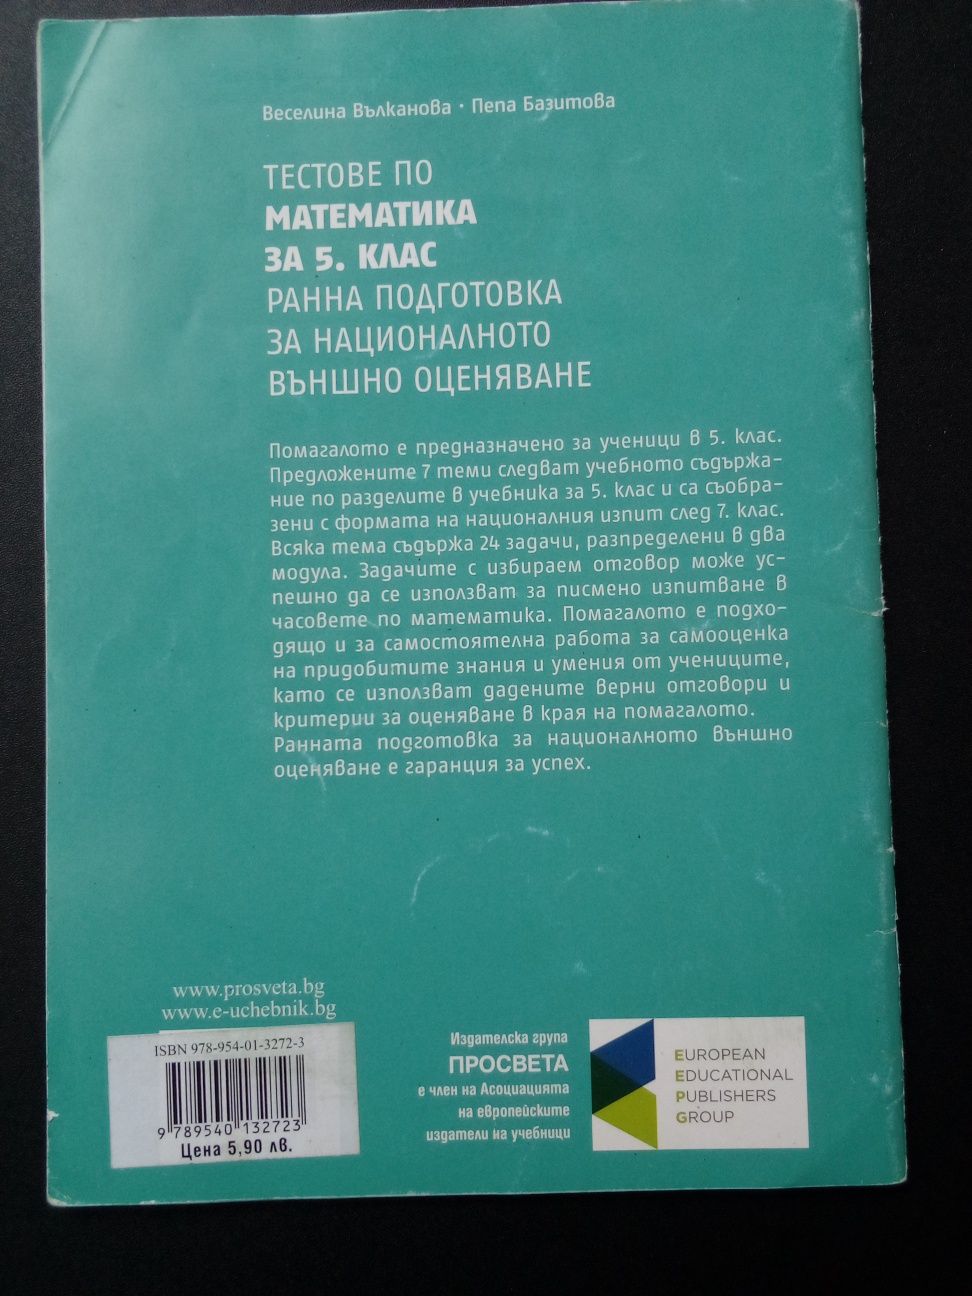 Веселина Вълканова · Пепа Базитова
ТЕСТОВЕ ПО
МАТЕМАТИКА
ЗА 5. КЛАС
РАННА ПОДГОТОВКА
ЗА НАЦИОНАЛНОТО
ВЪНШНО ОЦЕНЯВАНЕ
Помагалото е предназначено за ученици в 5. клас.
Предложените 7 теми следват учебното съдържа-
ние по разделите в учебника за 5. клас и са съобра-
зени с формата на националния изпит след 7. клас.
Всяка тема съдържа 24 задачи, разпределени в два
модула. Задачите с избираем отговор може ус-
пешно да се използват за писмено изпитване в
часовете по математика. Помагалото е подхо-
дящо и за самостоятелна работа за самооценка
на придобитите знания и умения от учениците,
като се използват дадените верни отговори и
критерии за оценяване в края на помагалото.
Ранната подготовка за националното външно
оценяване е гаранция за успех.
www.prosveta.bg
www.e-uchebnik.bg
ISBN 978-954-01-3272-3
9 789540 132723
Цена 5,90 лв.
Издателска група
ПРОСВЕТА
е член на Асоциацията
на европейските
издатели на учебници
EUROPEAN
EDUCATIONAL
PUBLISHERS
GROUP